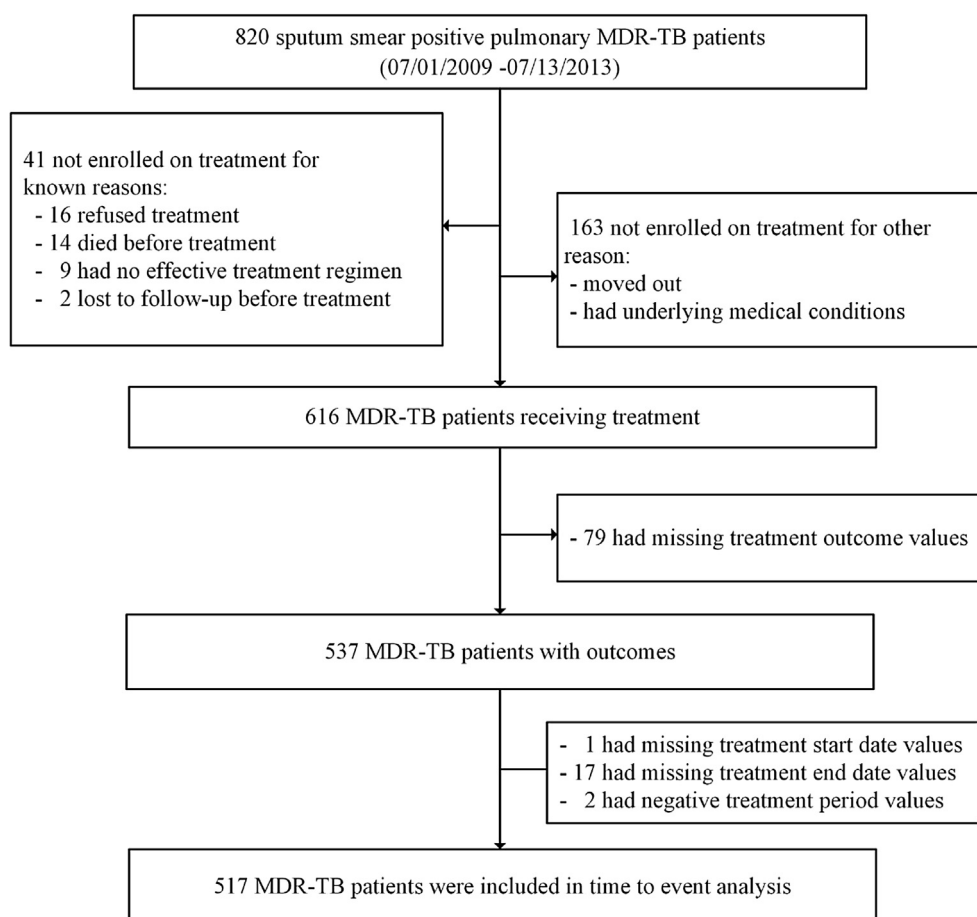 820 sputum smear positive pulmonary MDR-TB patients
(07/01/2009 -07/13/2013)
41 not enrolled on treatment for
known reasons:
- 16 refused treatment
- 14 died before treatment
- 9 had no effective treatment regimen
- 2 lost to follow-up before treatment
163 not enrolled on treatment for other
reason:
- moved out
- had underlying medical conditions
616 MDR-TB patients receiving treatment
- 79 had missing treatment outcome values
537 MDR-TB patients with outcomes
- 1 had missing treatment start date values
- 17 had missing treatment end date values
- 2 had negative treatment period values
517 MDR-TB patients were included in time to event analysis